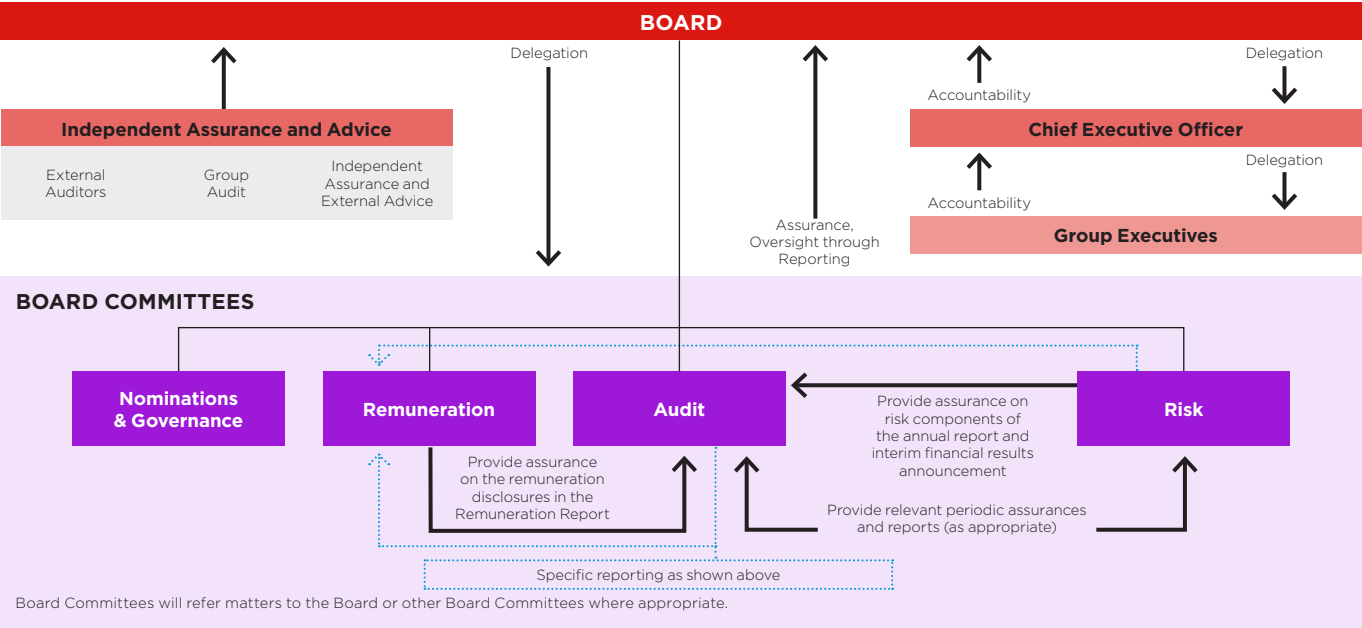 BOARD
Delegation
Delegation
Accountability
Independent Assurance and Advice
Chief Executive Officer
External
Auditors
Group
Audit
Independent
Assurance and
External Advice
Delegation
Accountability
Assurance,
Oversight through
Reporting
Group Executives
BOARD COMMITTEES
Nominations
& Governance
Remuneration
Audit
Provide assurance on
risk components of
the annual report and
interim financial results
announcement
Risk
Provide assurance
on the remuneration
disclosures in the
Remuneration Report
Provide relevant periodic assurances
and reports (as appropriate)
Specific reporting as shown above
Board Committees will refer matters to the Board or other Board Committees where appropriate.